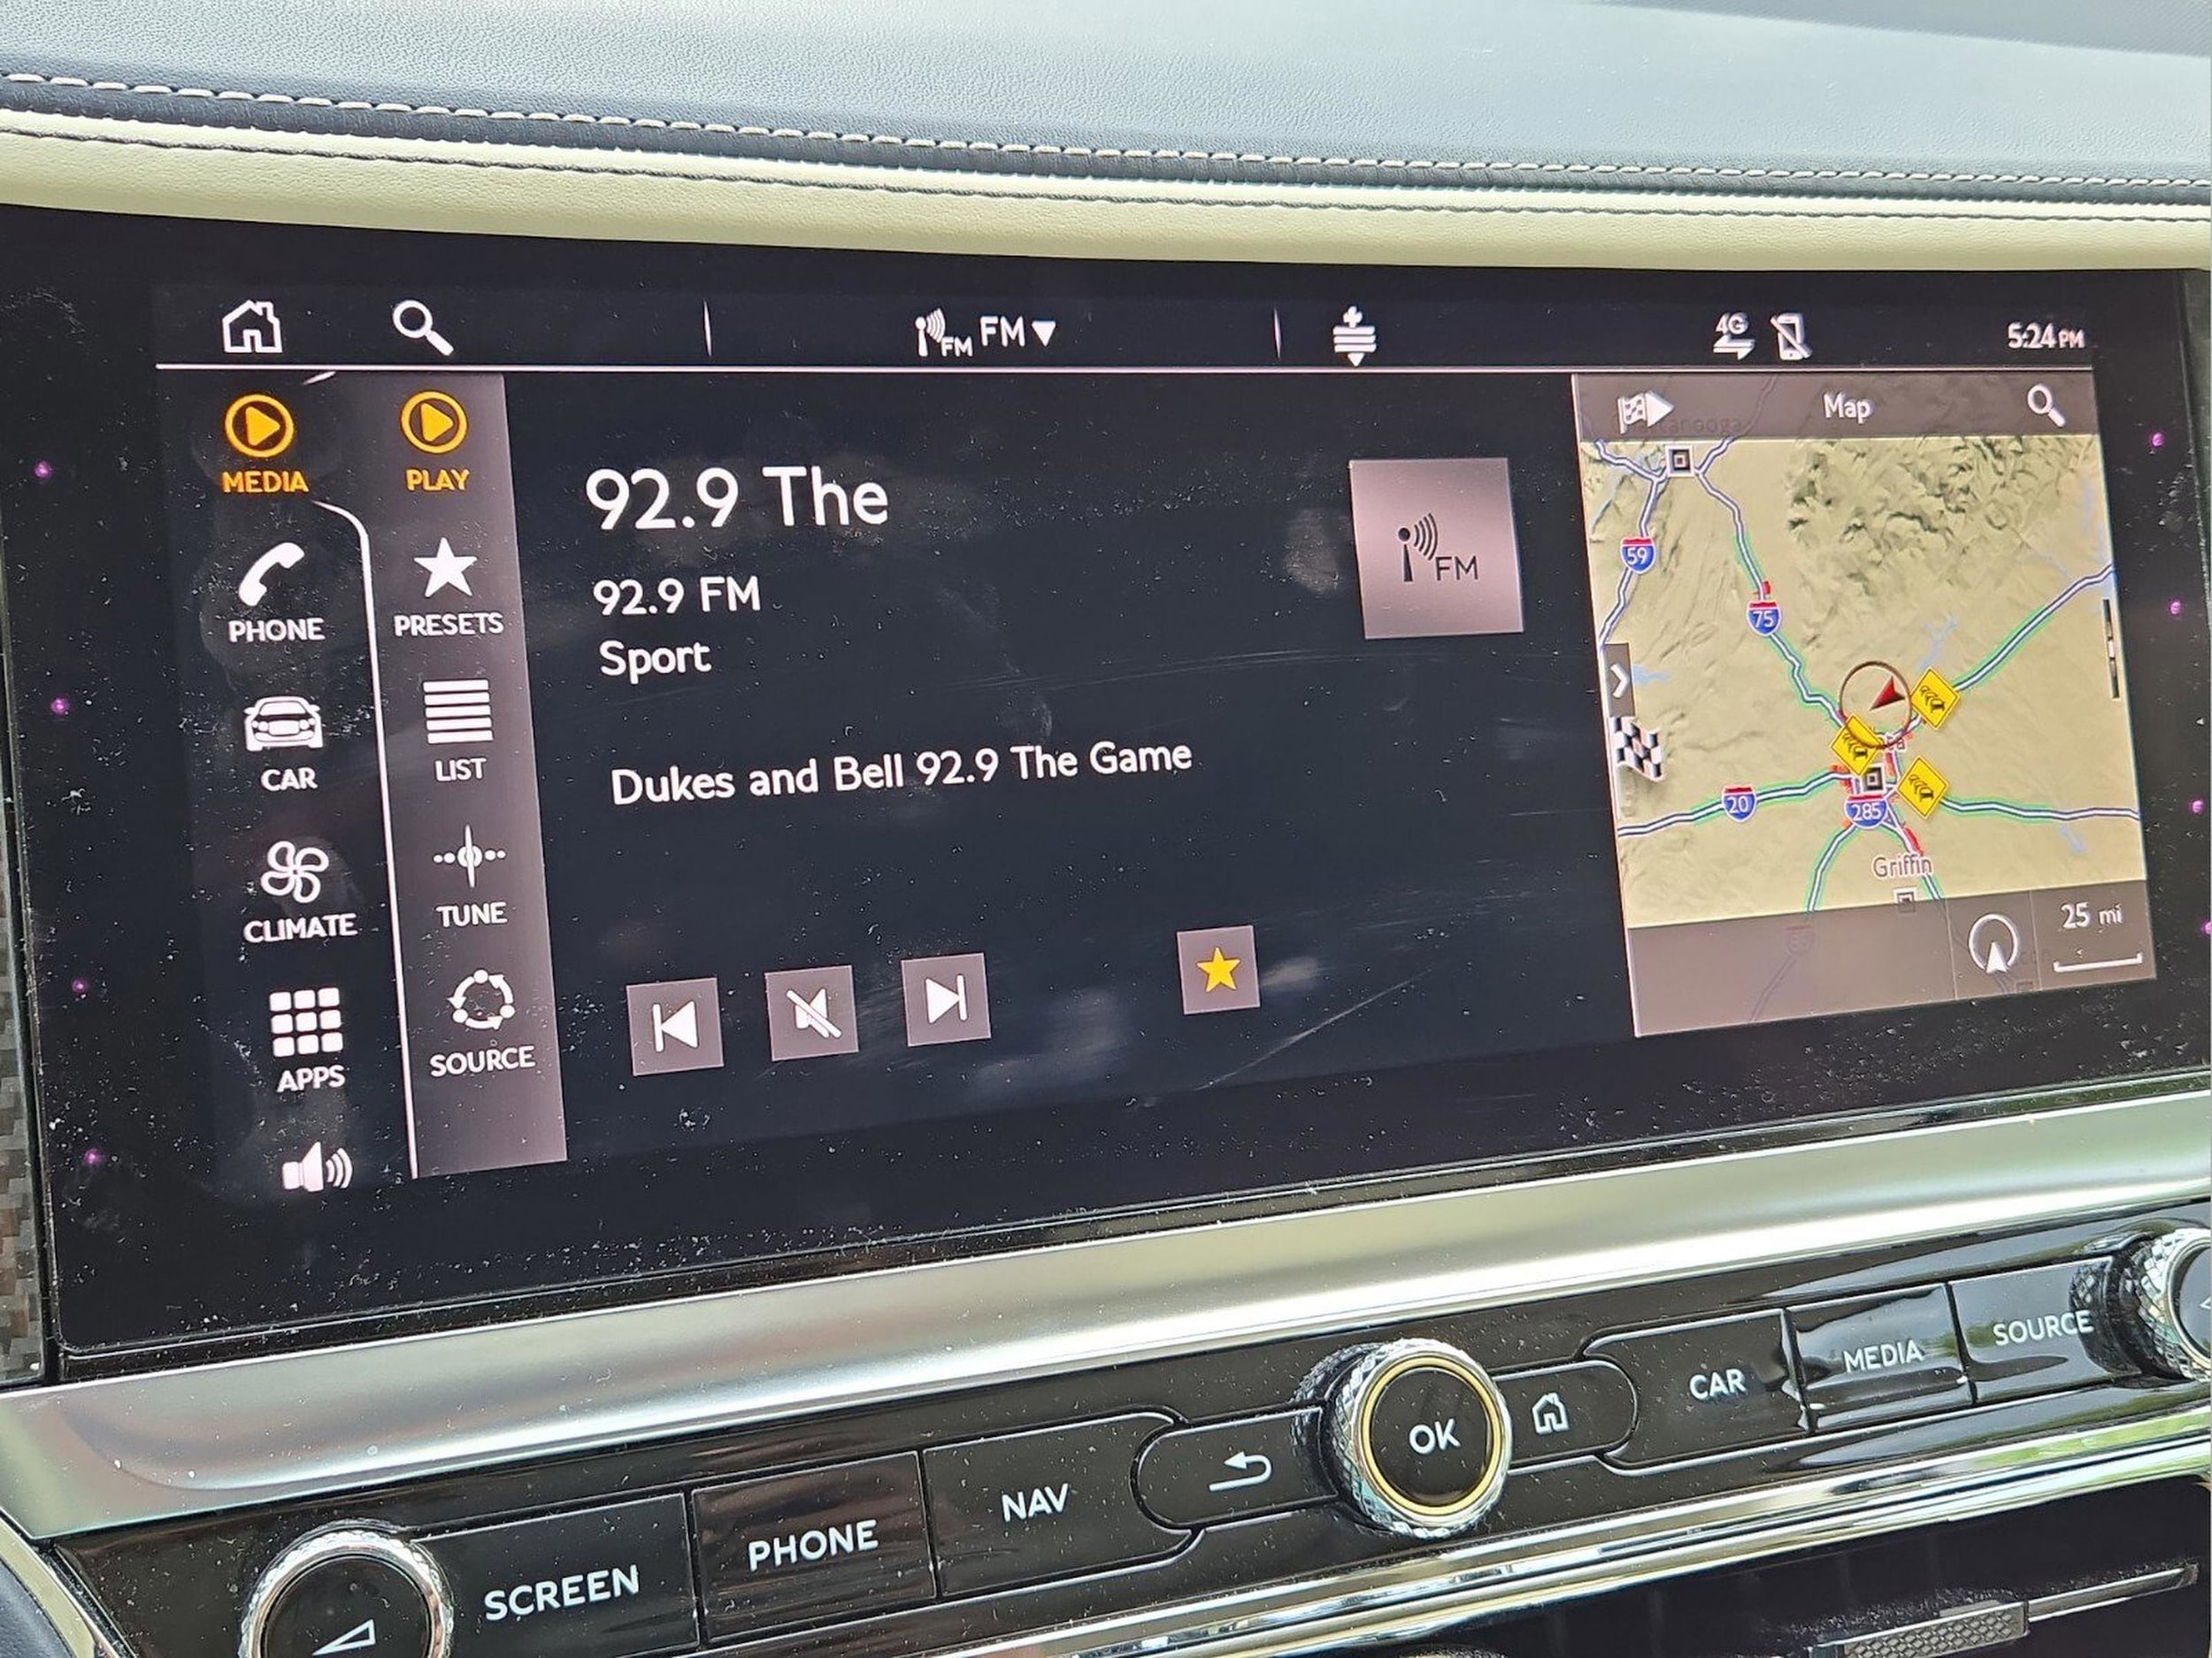 FM FM
4G
5:24 PM
MEDIA
PLAY
PHONE
PRESETS
CAR
LIST
CLIMATE
TUNE
APPS
SOURCE
92.9 The
92.9 FM
Sport
Dukes and Bell 92.9 The Game
FM
Map
59
75
20
285
Griffin
25 mi
SCREEN
PHONE
NAV
OK
CAR
MEDIA
SOURCE